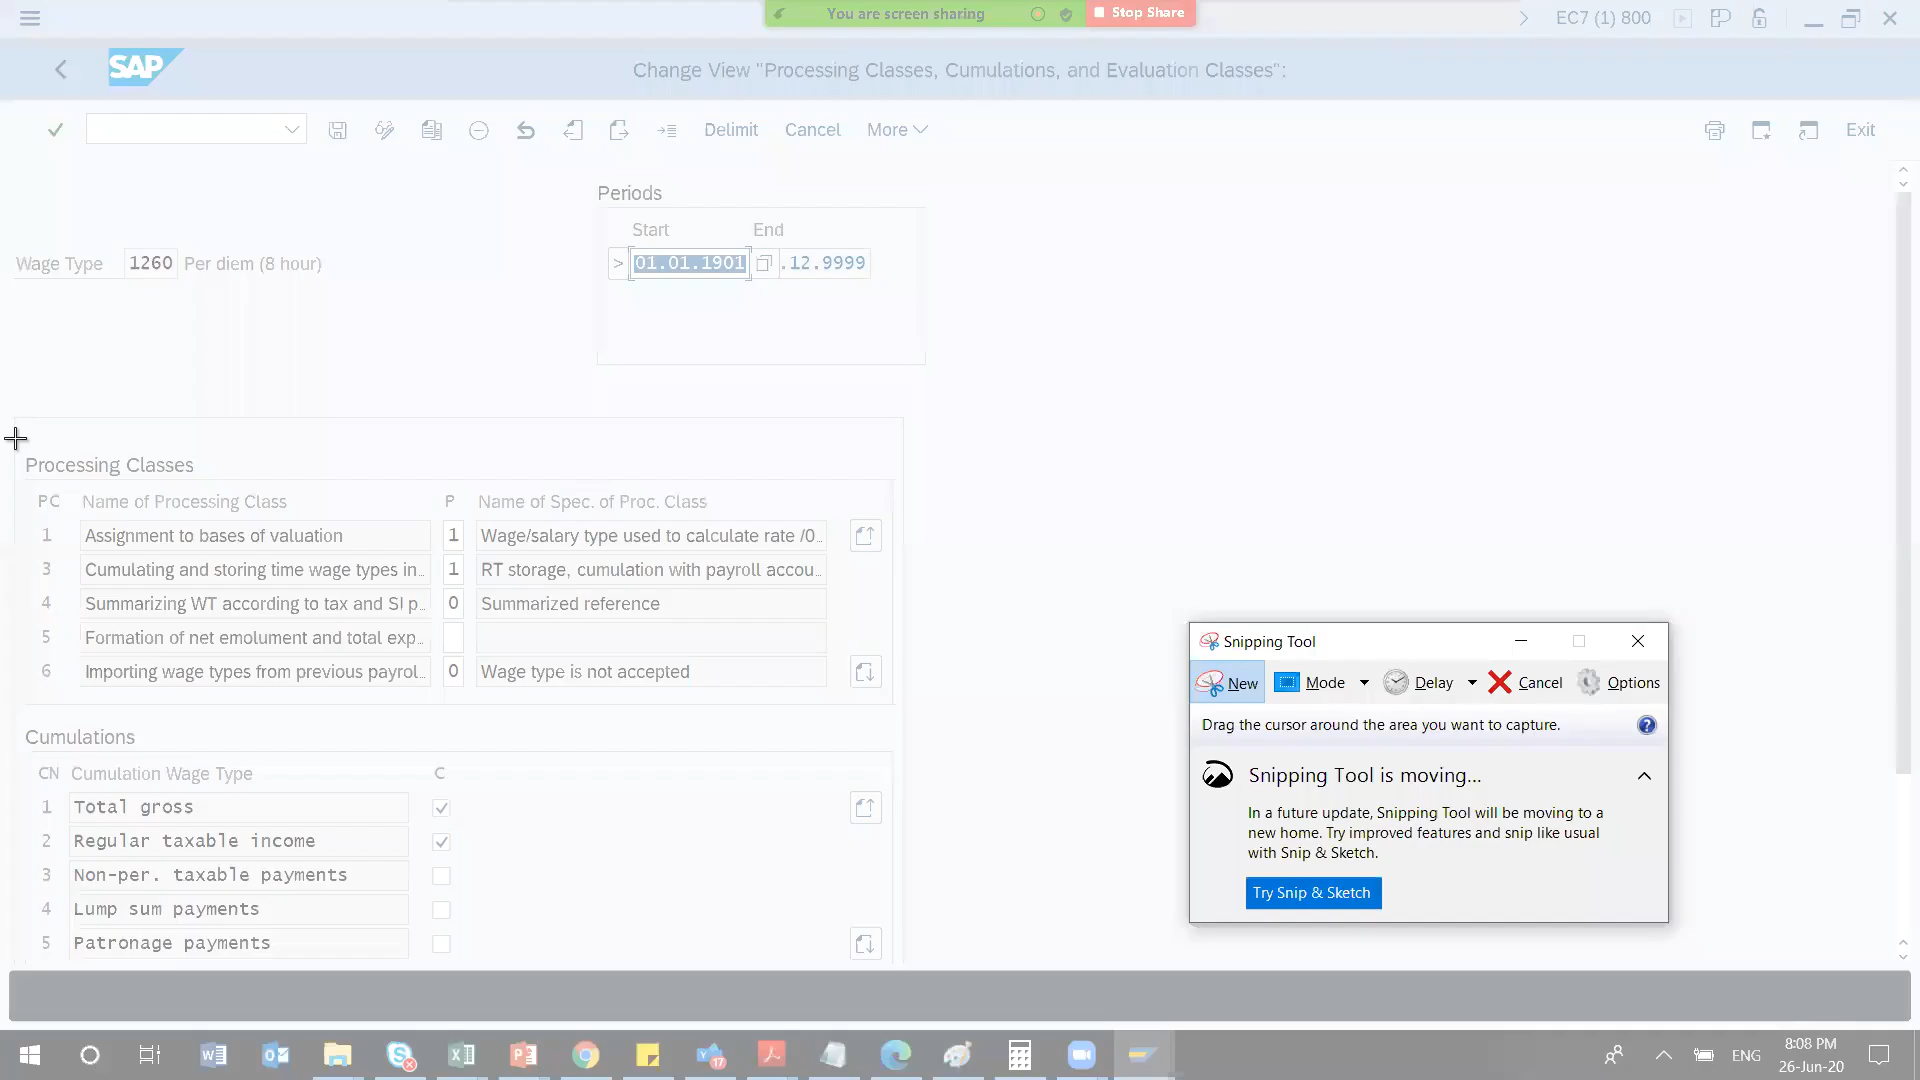 You are screen sharing
Stop Share
EC7 (1) 800
SAP
Change View "Processing Classes, Cumulations, and Evaluation Classes":
Delimit
Cancel
More
Exit
Periods
Start
End
Wage Type
1260
Per diem (8 hour)
>
01.01.1901
.12.9999
Processing Classes
PC
Name of Processing Class
P
Name of Spec. of Proc. Class
1
Assignment to bases of valuation
1
Wage/salary type used to calculate rate /0...
3
Cumulating and storing time wage types in...
1
RT storage, cumulation with payroll accou...
4
Summarizing WT according to tax and SI p...
0
Summarized reference
5
Formation of net emolument and total exp...
6
Importing wage types from previous payrol...
0
Wage type is not accepted
Cumulations
CN
Cumulation Wage Type
C
1
Total gross
2
Regular taxable income
3
Non-per. taxable payments
4
Lump sum payments
5
Patronage payments
Snipping Tool
New
Mode
Delay
Cancel
Options
Drag the cursor around the area you want to capture.
?
Snipping Tool is moving...
In a future update, Snipping Tool will be moving to a
new home. Try improved features and snip like usual
with Snip & Sketch.
Try Snip & Sketch
17
ENG
8:08 PM
26-Jun-20